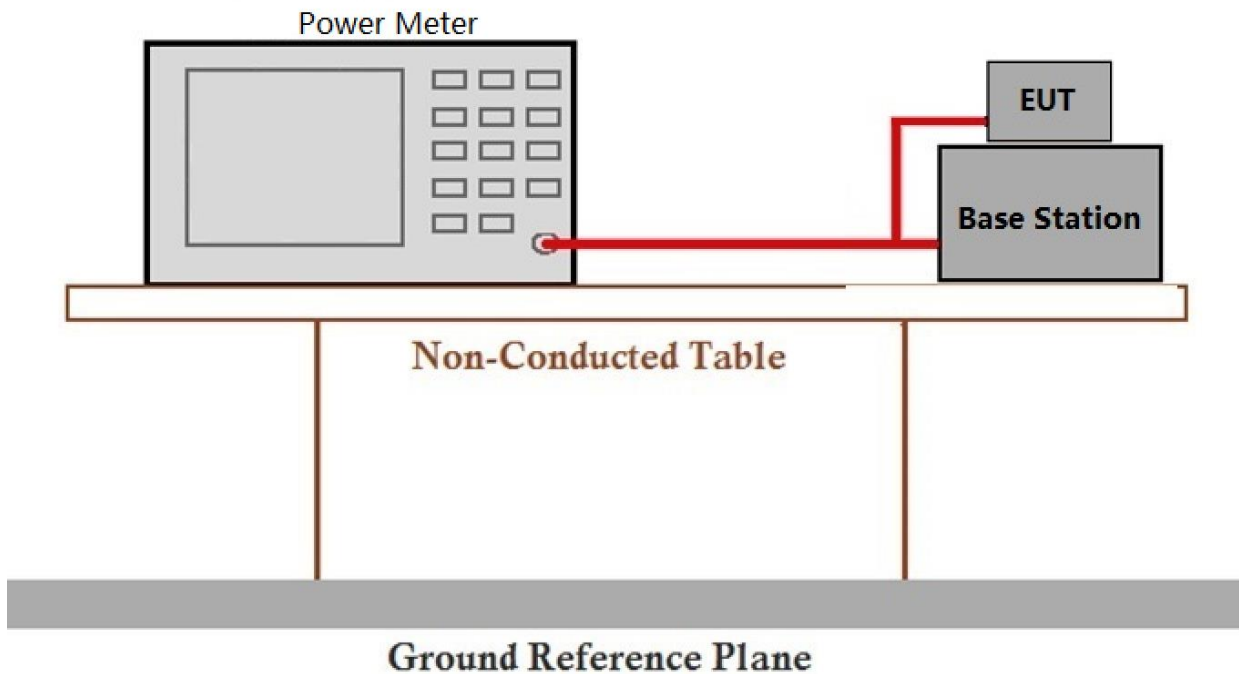 Power Meter
EUT
Base Station
Non-Conducted Table
Ground Reference Plane